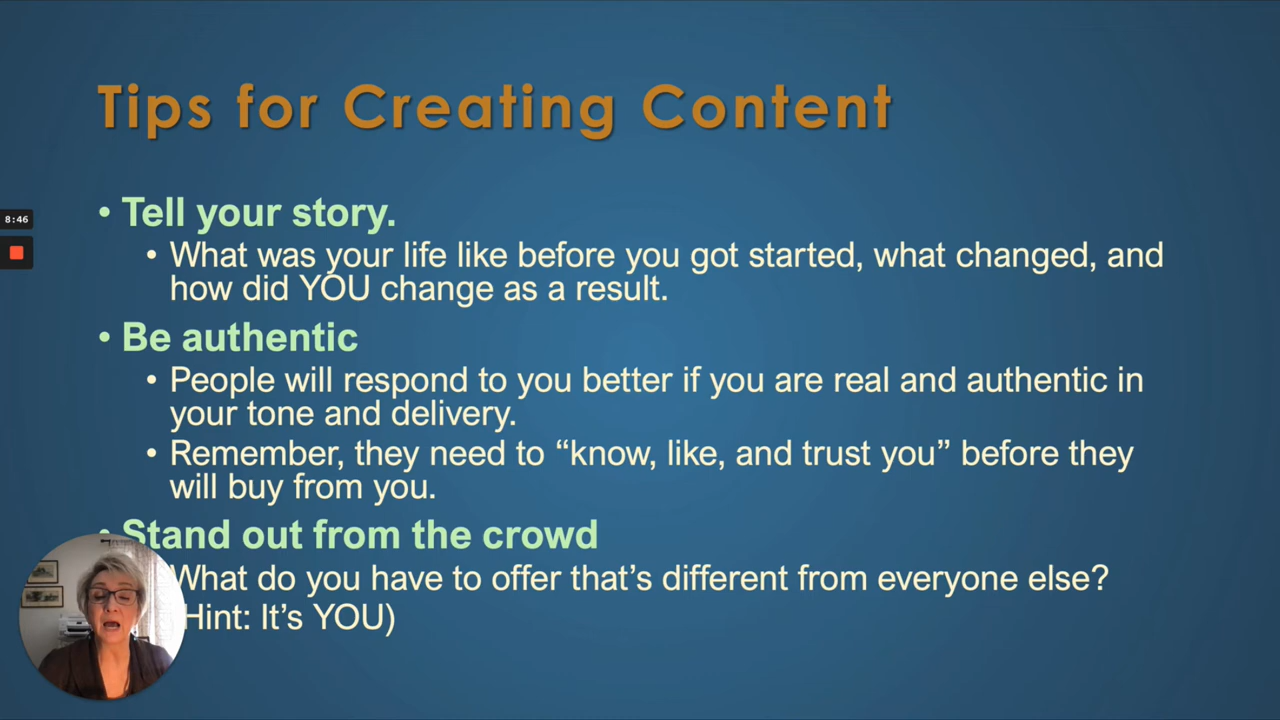 Tips for Creating Content
• Tell your story.
• What was your life like before you got started, what changed, and
how did YOU change as a result.
• Be authentic
• People will respond to you better if you are real and authentic in
your tone and delivery.
• Remember, they need to “know, like, and trust you” before they
will buy from you.
• Stand out from the crowd
What do you have to offer that’s different from everyone else?
Hint: It’s YOU)
8:46